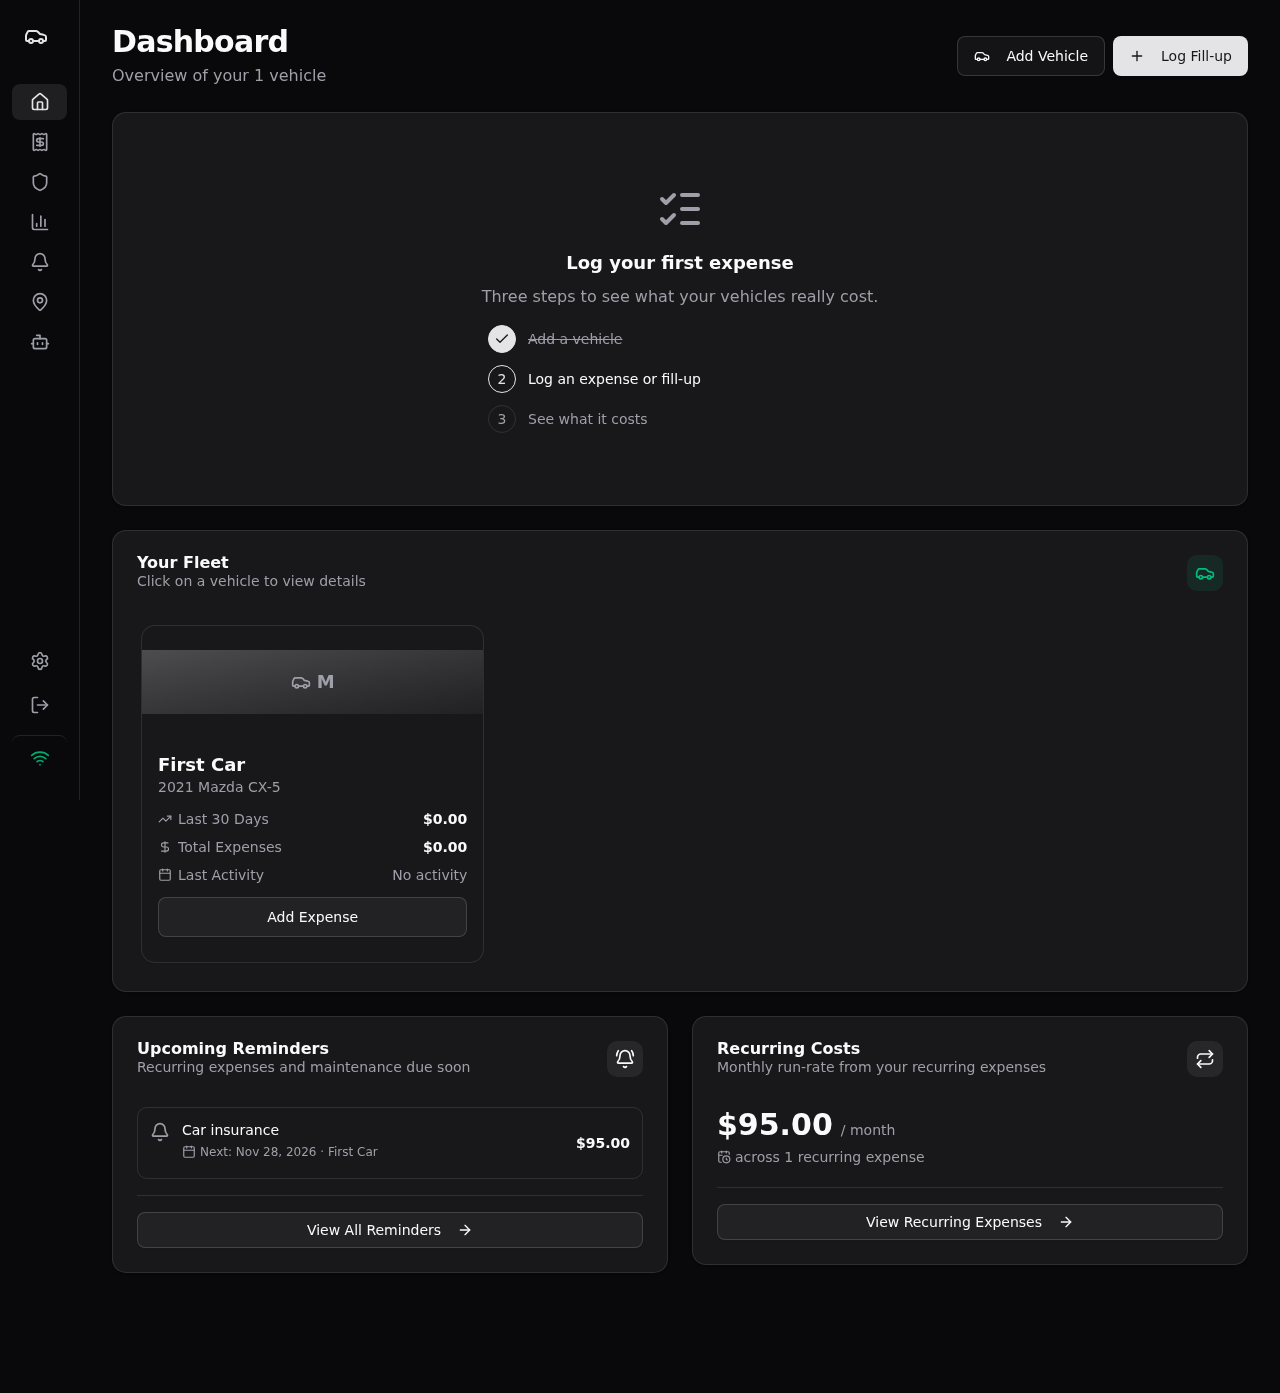 Dashboard
Overview of your 1 vehicle
Add Vehicle
Log Fill-up
Log your first expense
Three steps to see what your vehicles really cost.
Add a vehicle
2 Log an expense or fill-up
3 See what it costs
Your Fleet
Click on a vehicle to view details
M
First Car
2021 Mazda CX-5
Last 30 Days $0.00
Total Expenses $0.00
Last Activity No activity
Add Expense
Upcoming Reminders
Recurring expenses and maintenance due soon
Car insurance
Next: Nov 28, 2026 · First Car
$95.00
View All Reminders
Recurring Costs
Monthly run-rate from your recurring expenses
$95.00 / month
across 1 recurring expense
View Recurring Expenses